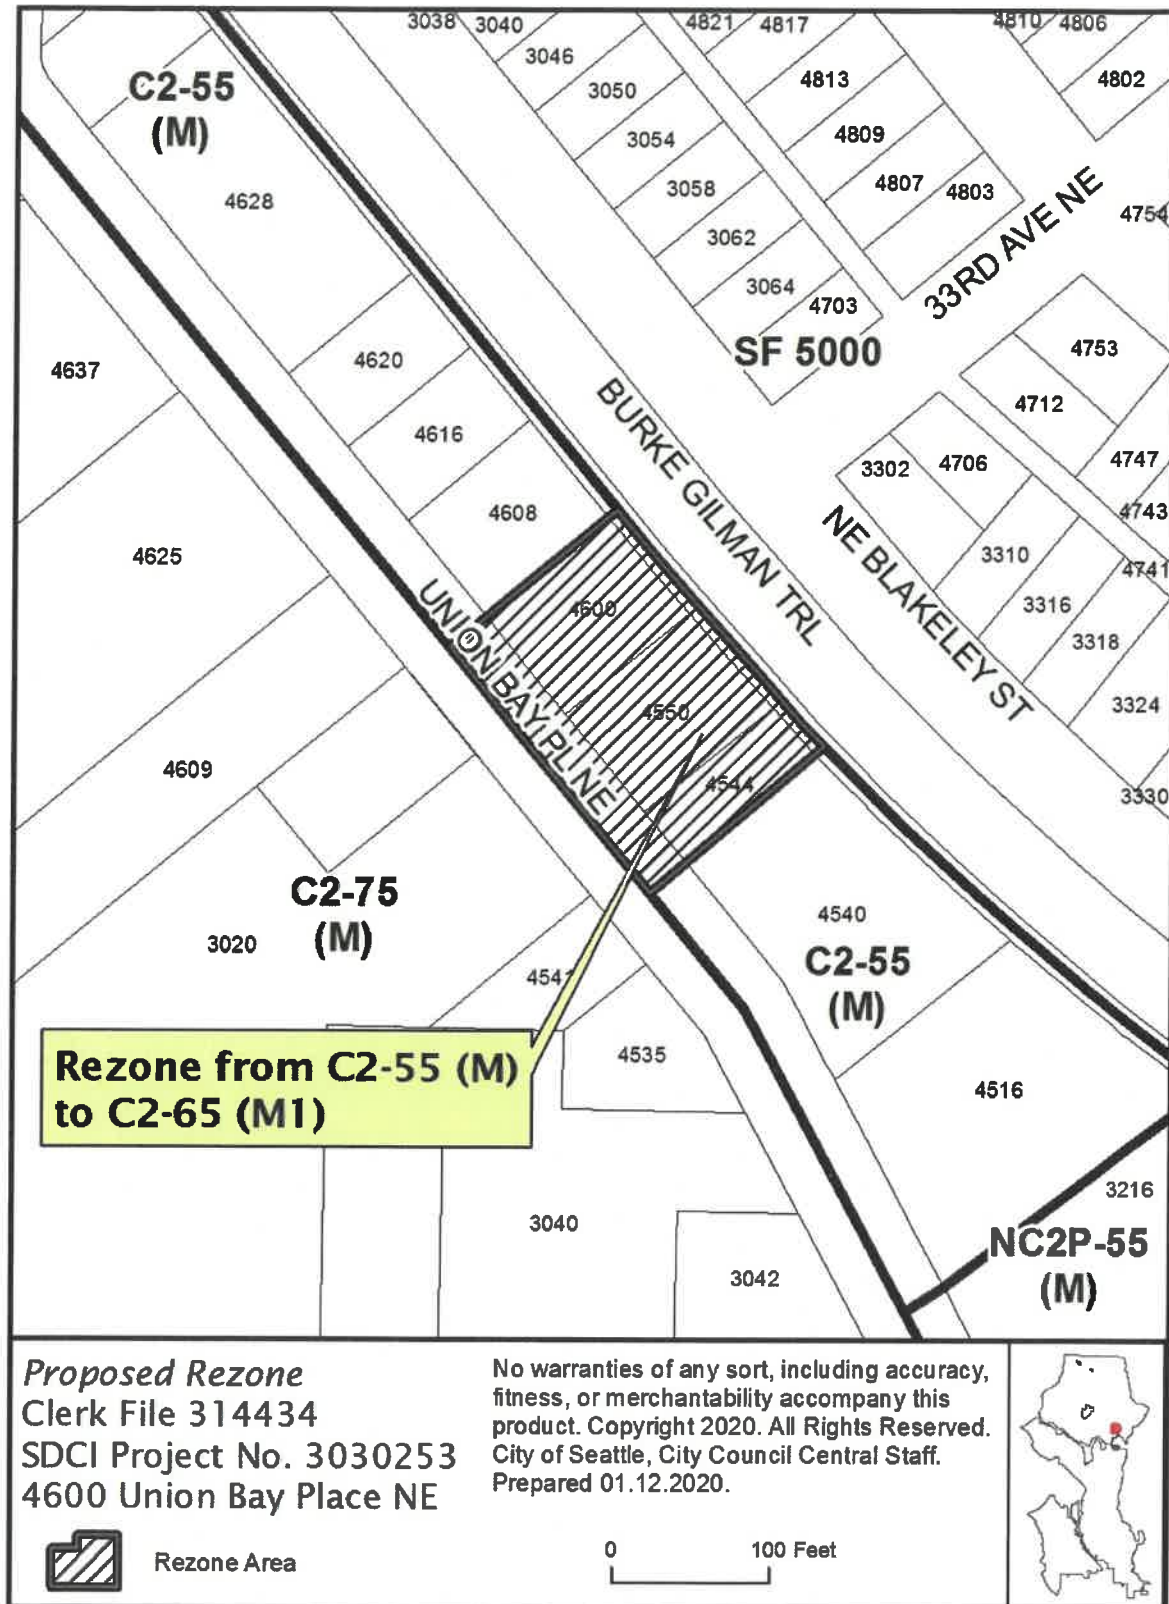 3038 3040
4821 4817
4810 4806
3046
4813
4802
C2-55
(M)
3050
4809
3054
4807 4803
3058
4628
4754
3062
33RD AVE NE
3064
4703
SF 5000
4753
4637
4620
4712
4616
BURKE GILMAN TRL
3302 4706
4747
4743
4608
NE BLAKELEY ST
4625
3310
4741
4600
3316
3318
UNION BAY PL NE
4550
3324
4609
4544
3330
C2-75
(M)
3020
4540
C2-55
(M)
4541
4535
Rezone from C2-55 (M)
to C2-65 (M1)
4516
3216
3040
NC2P-55
(M)
3042
Proposed Rezone
Clerk File 314434
SDCI Project No. 3030253
4600 Union Bay Place NE
Rezone Area
No warranties of any sort, including accuracy,
fitness, or merchantability accompany this
product. Copyright 2020. All Rights Reserved.
City of Seattle, City Council Central Staff.
Prepared 01.12.2020.
0 100 Feet